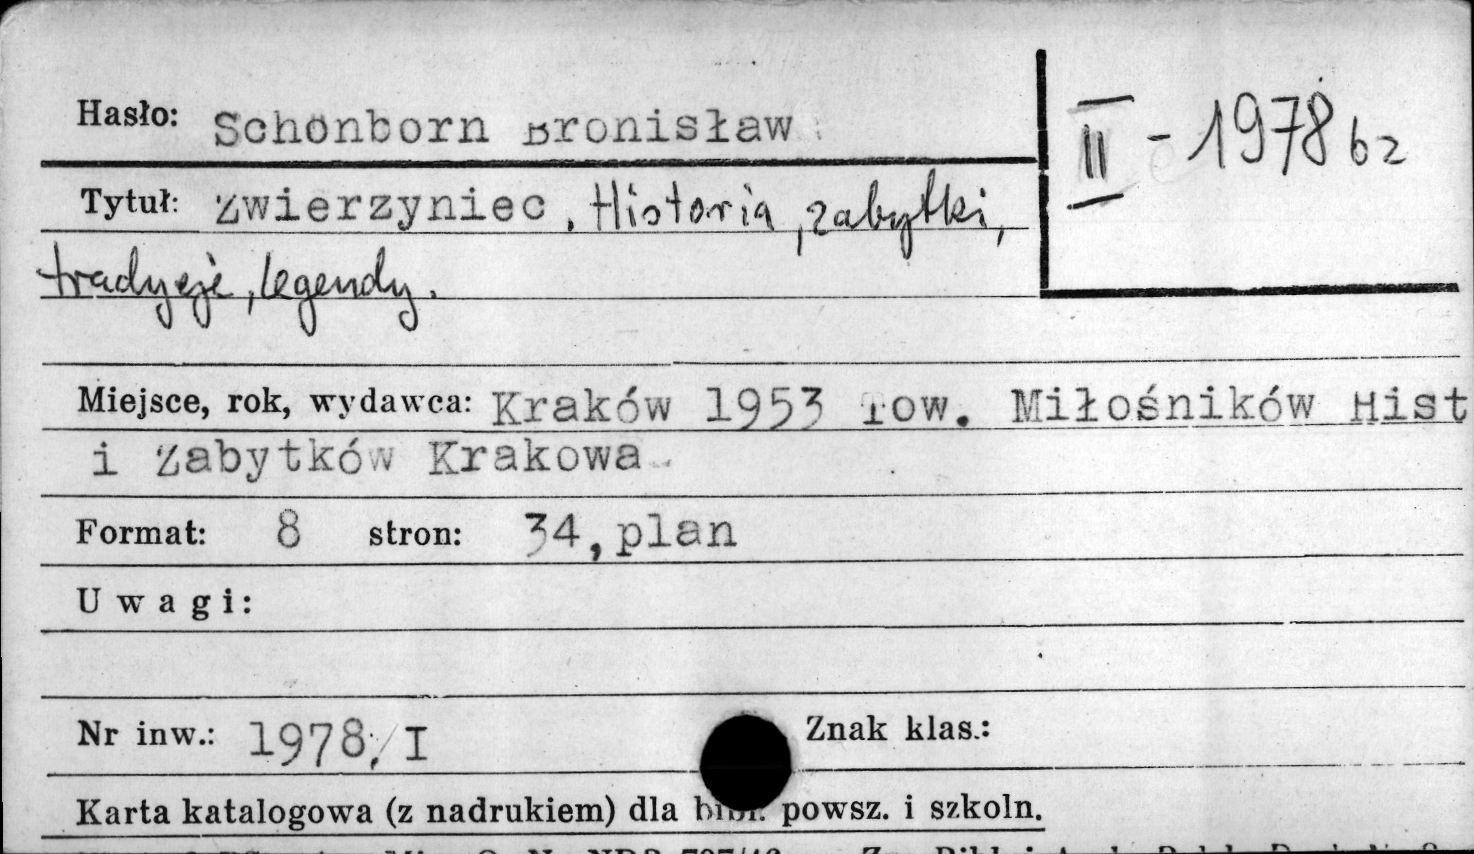 Hasło: Schönborn Bronisław
II - 1978 bz
Tytuł: Zwierzyniec, Historia, zabytki,
tradycje, legendy.
Miejsce, rok, wydawca: Kraków 1953 Tow. Miłośników Hist
i Zabytków Krakowa
Format: 8 stron: 34, plan
Uwagi:
Nr inw.: 1978/I Znak klas.:
Karta katalogowa (z nadrukiem) dla bibl. powsz. i szkoln.